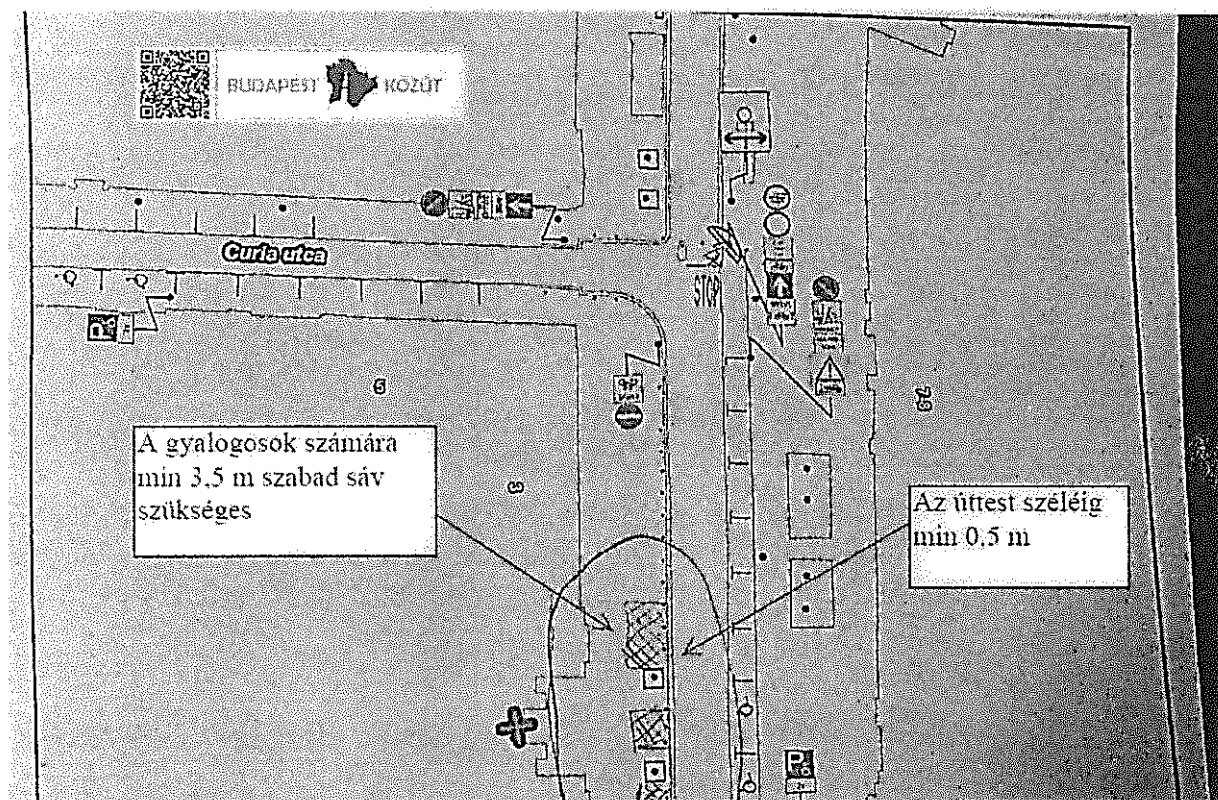 BUDAPEST KÖZÚT
Curia utca
STOP
A gyalogosok számára
min 3,5 m szabad sáv
szükséges
Az úttest széléig
min 0,5 m